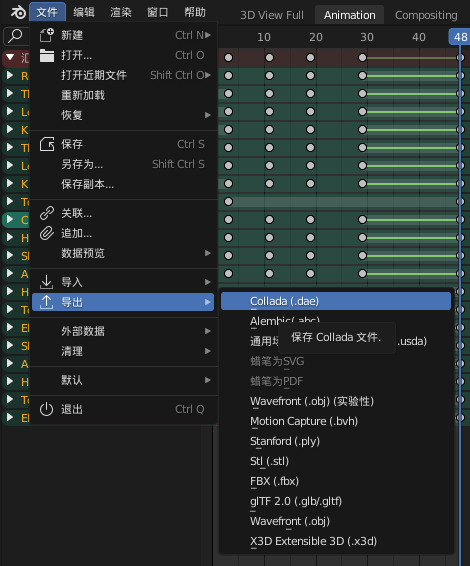 文件 编辑 渲染 窗口 帮助 3D View Full Animation Compositing
10 20 30 40 48
新建 Ctrl N
打开... Ctrl O
打开近期文件 Shift Ctrl O
重新加载
恢复
保存 Ctrl S
另存为... Shift Ctrl S
保存副本...
关联...
追加...
数据预览
导入
导出
外部数据
清理
默认
退出 Ctrl Q
Collada (.dae)
Alembic (.abc)
保存 Collada 文件.
.usda)
蜡笔为SVG
蜡笔为PDF
Wavefront (.obj) (实验性)
Motion Capture (.bvh)
Stanford (.ply)
Stl (.stl)
FBX (.fbx)
glTF 2.0 (.glb/.gltf)
Wavefront (.obj)
X3D Extensible 3D (.x3d)